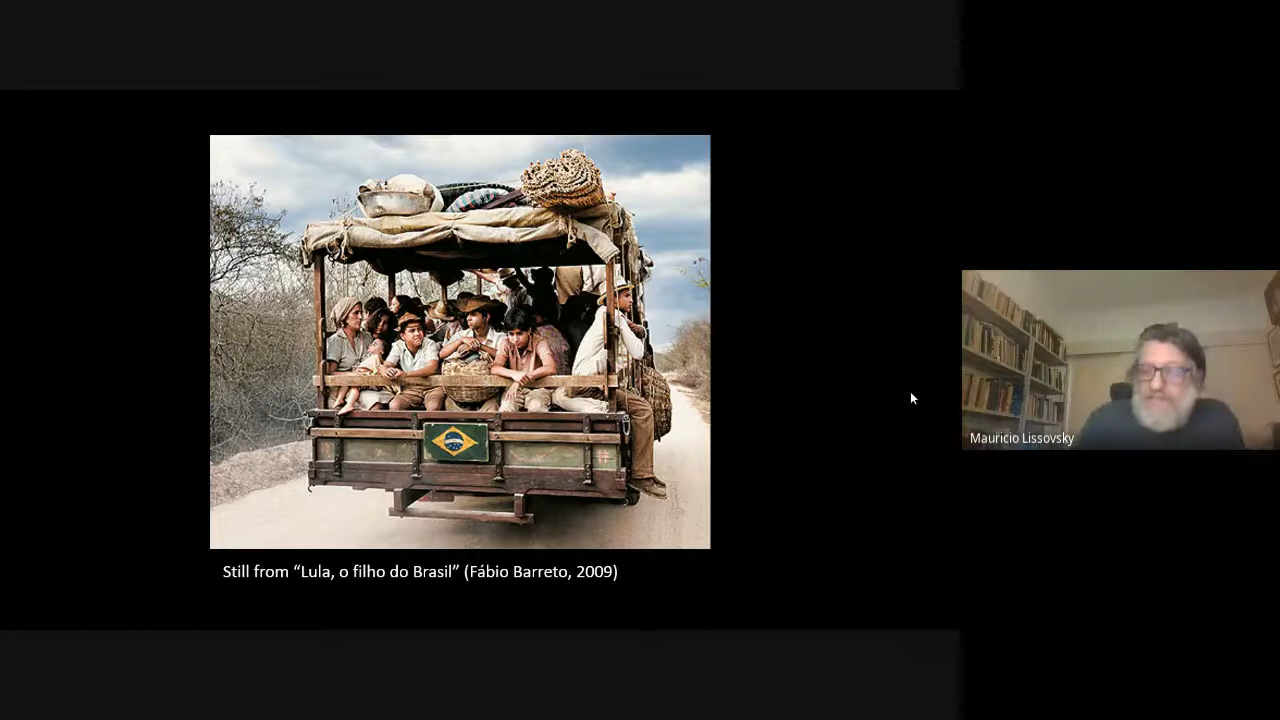 Still from “Lula, o filho do Brasil” (Fábio Barreto, 2009)
Mauricio Lissovsky